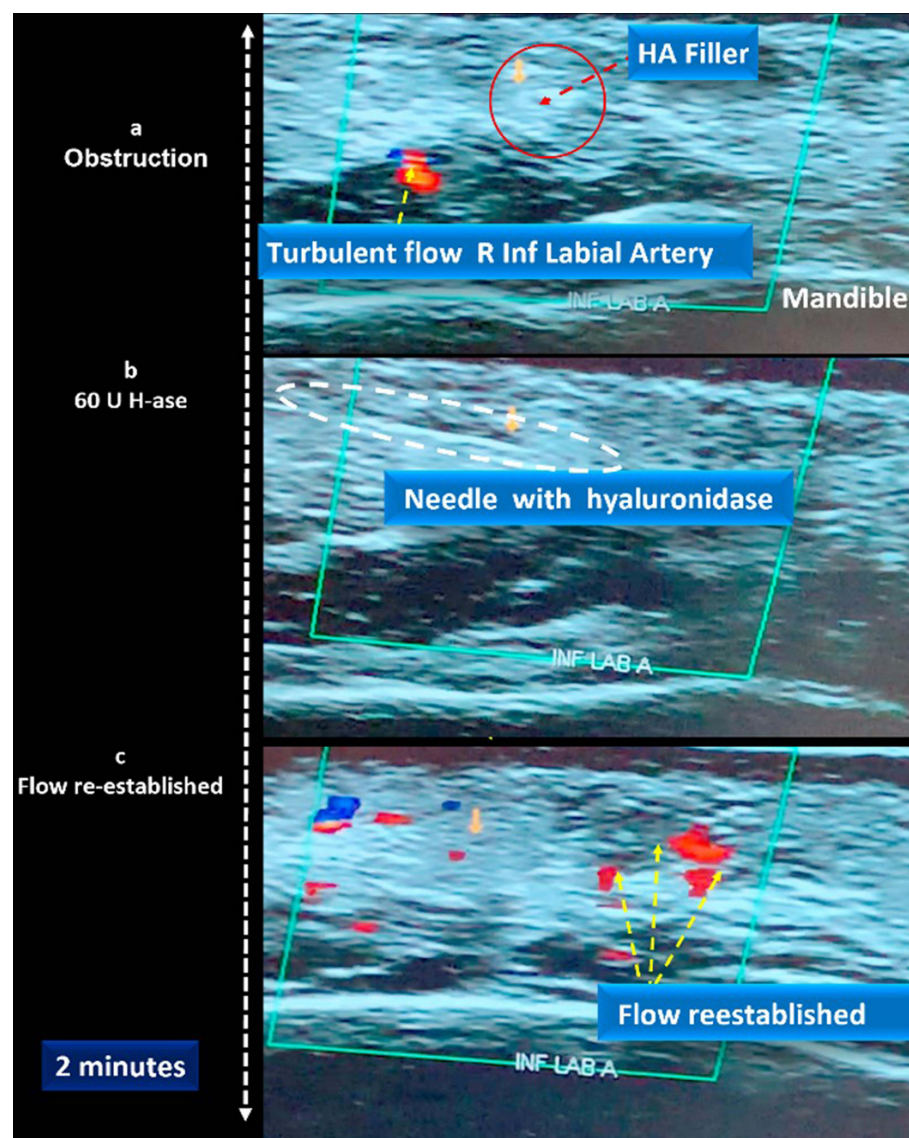 HA Filler
a
Obstruction
Turbulent flow R Inf Labial Artery
INF LAB A
Mandible
b
60 U H-ase
Needle with hyaluronidase
INF LAB A
c
Flow re-established
Flow reestablished
2 minutes
INF LAB A